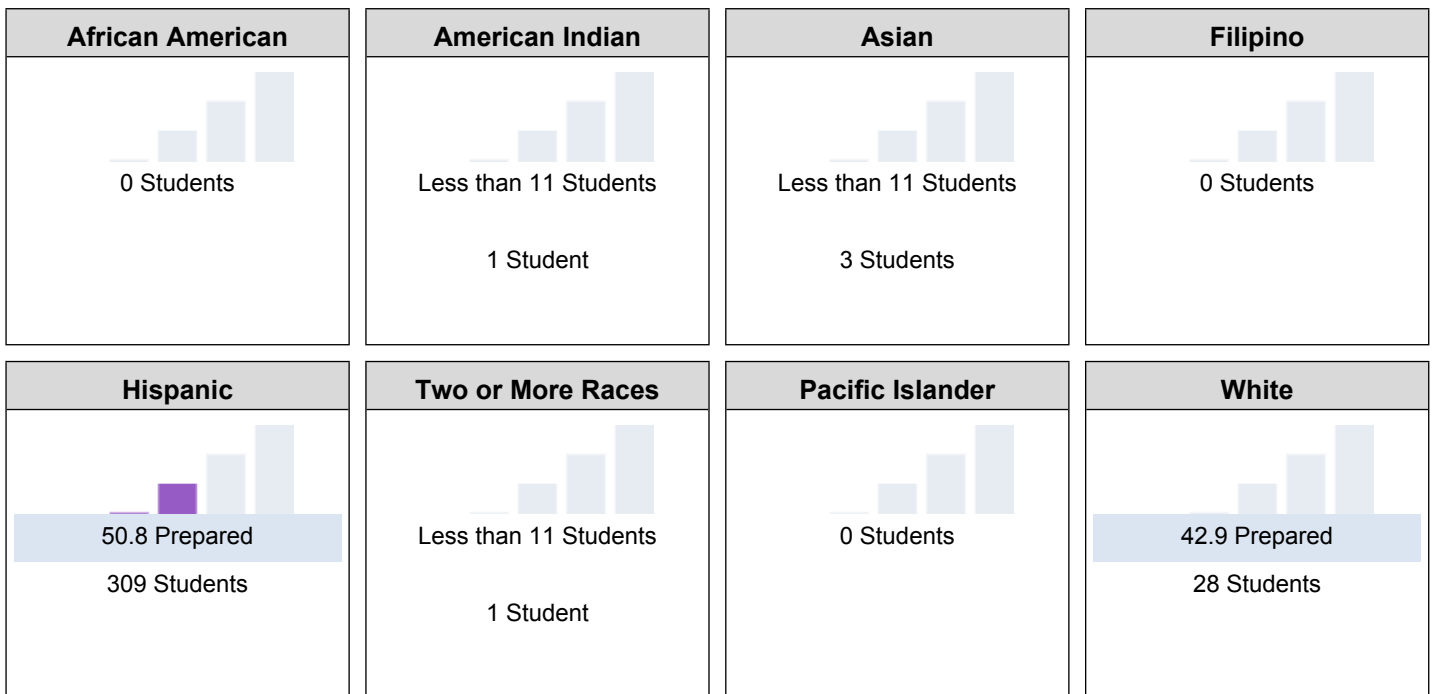 African American
0 Students
American Indian
Less than 11 Students
1 Student
Asian
Less than 11 Students
3 Students
Filipino
0 Students
Hispanic
50.8 Prepared
309 Students
Two or More Races
Less than 11 Students
1 Student
Pacific Islander
0 Students
White
42.9 Prepared
28 Students